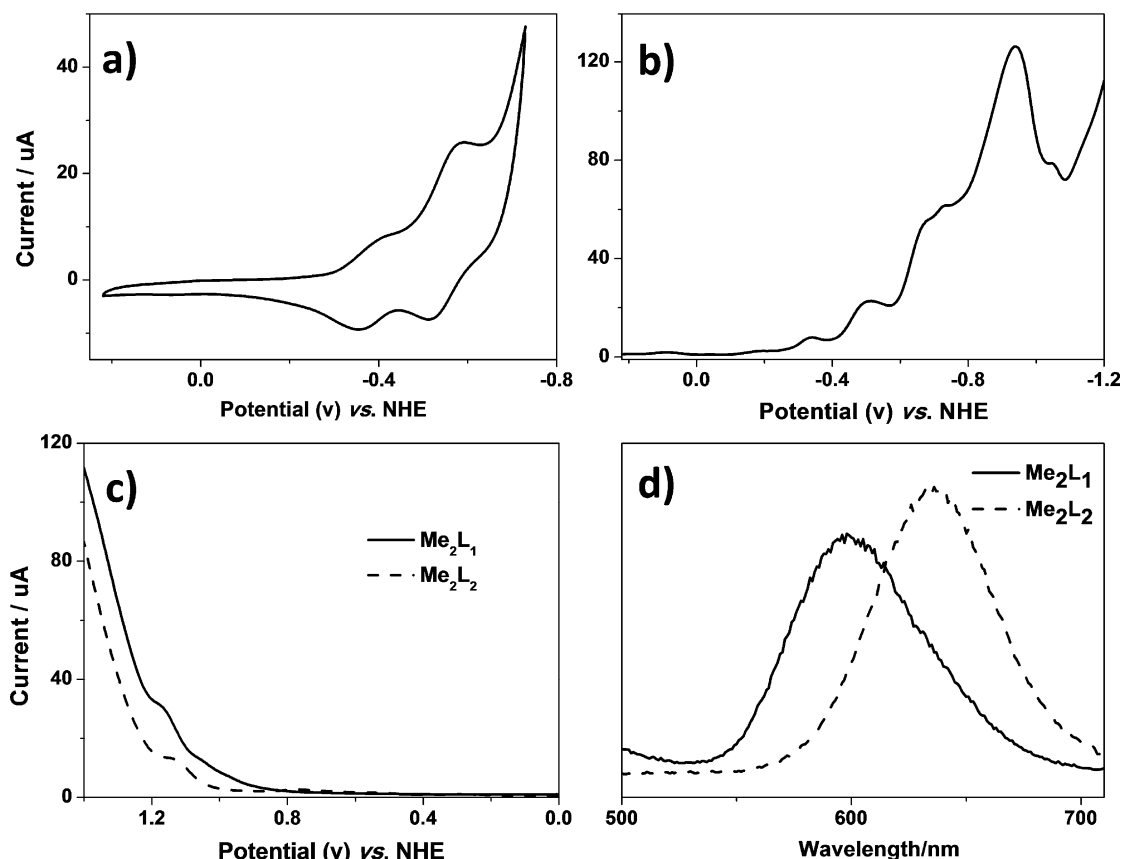 a)
40
20
0
Current / uA
0.0
-0.4
-0.8
Potential (v) vs. NHE
b)
120
80
40
0
0.0
-0.4
-0.8
-1.2
Potential (v) vs. NHE
c)
Me2L1
Me2L2
120
80
40
0
Current / uA
1.2
0.8
0.4
0.0
Potential (v) vs. NHE
d)
Me2L1
Me2L2
500
600
700
Wavelength/nm